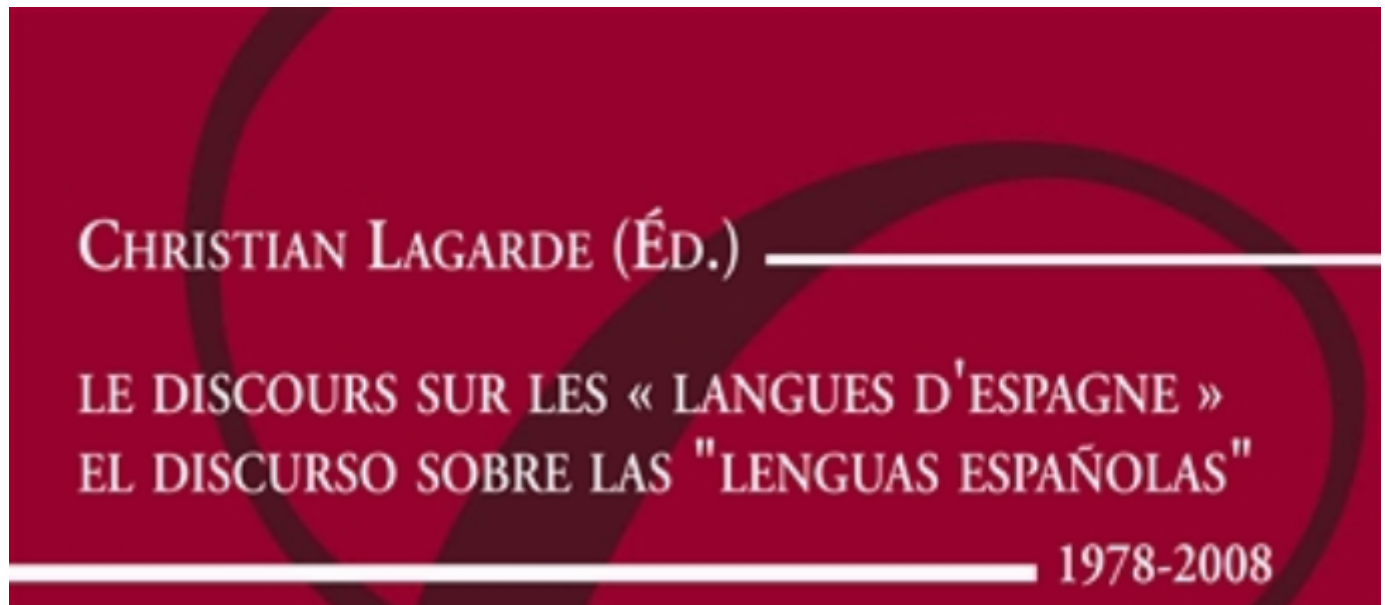 CHRISTIAN LAGARDE (ÉD.)
LE DISCOURS SUR LES « LANGUES D'ESPAGNE »
EL DISCURSO SOBRE LAS "LENGUAS ESPAÑOLAS"
1978-2008